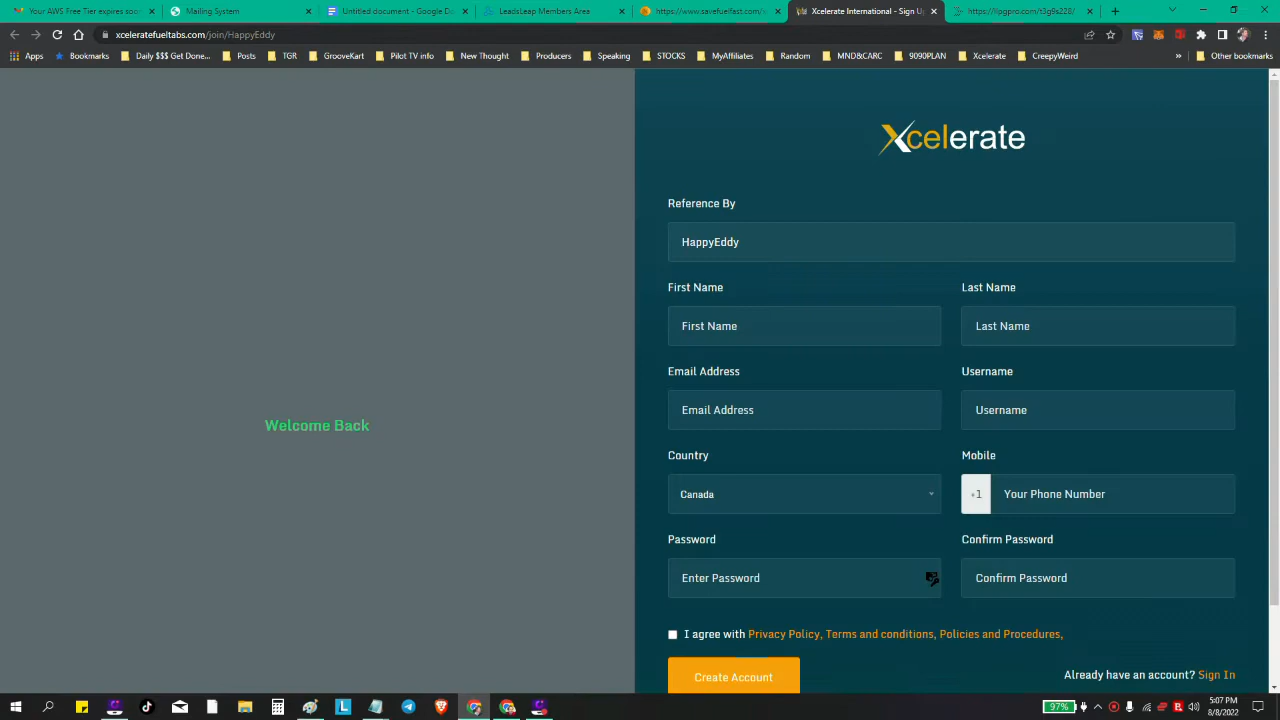 Your AWS Free Tier expires soon
Mailing System
Untitled document - Google Do
LeadsLeap Members Area
https://www.savefuelfast.com/x
Xcelerate International - Sign U
https://lpgpro.com/t3g9s228/
xceleratefueltabs.com/join/HappyEddy
Apps
Bookmarks
Daily $$$ Get Done...
Posts
TGR
GrooveKart
Pilot TV info
New Thought
Producers
Speaking
STOCKS
MyAffiliates
Random
MND&CARC
9090PLAN
Xcelerate
CreepyWeird
»
Other bookmarks
Xcelerate
Reference By
HappyEddy
First Name
Last Name
First Name
Last Name
Email Address
Username
Email Address
Username
Welcome Back
Country
Mobile
Canada
+1
Your Phone Number
Password
Confirm Password
Enter Password
Confirm Password
I agree with Privacy Policy, Terms and conditions, Policies and Procedures,
Create Account
Already have an account? Sign In
97%
5:07 PM